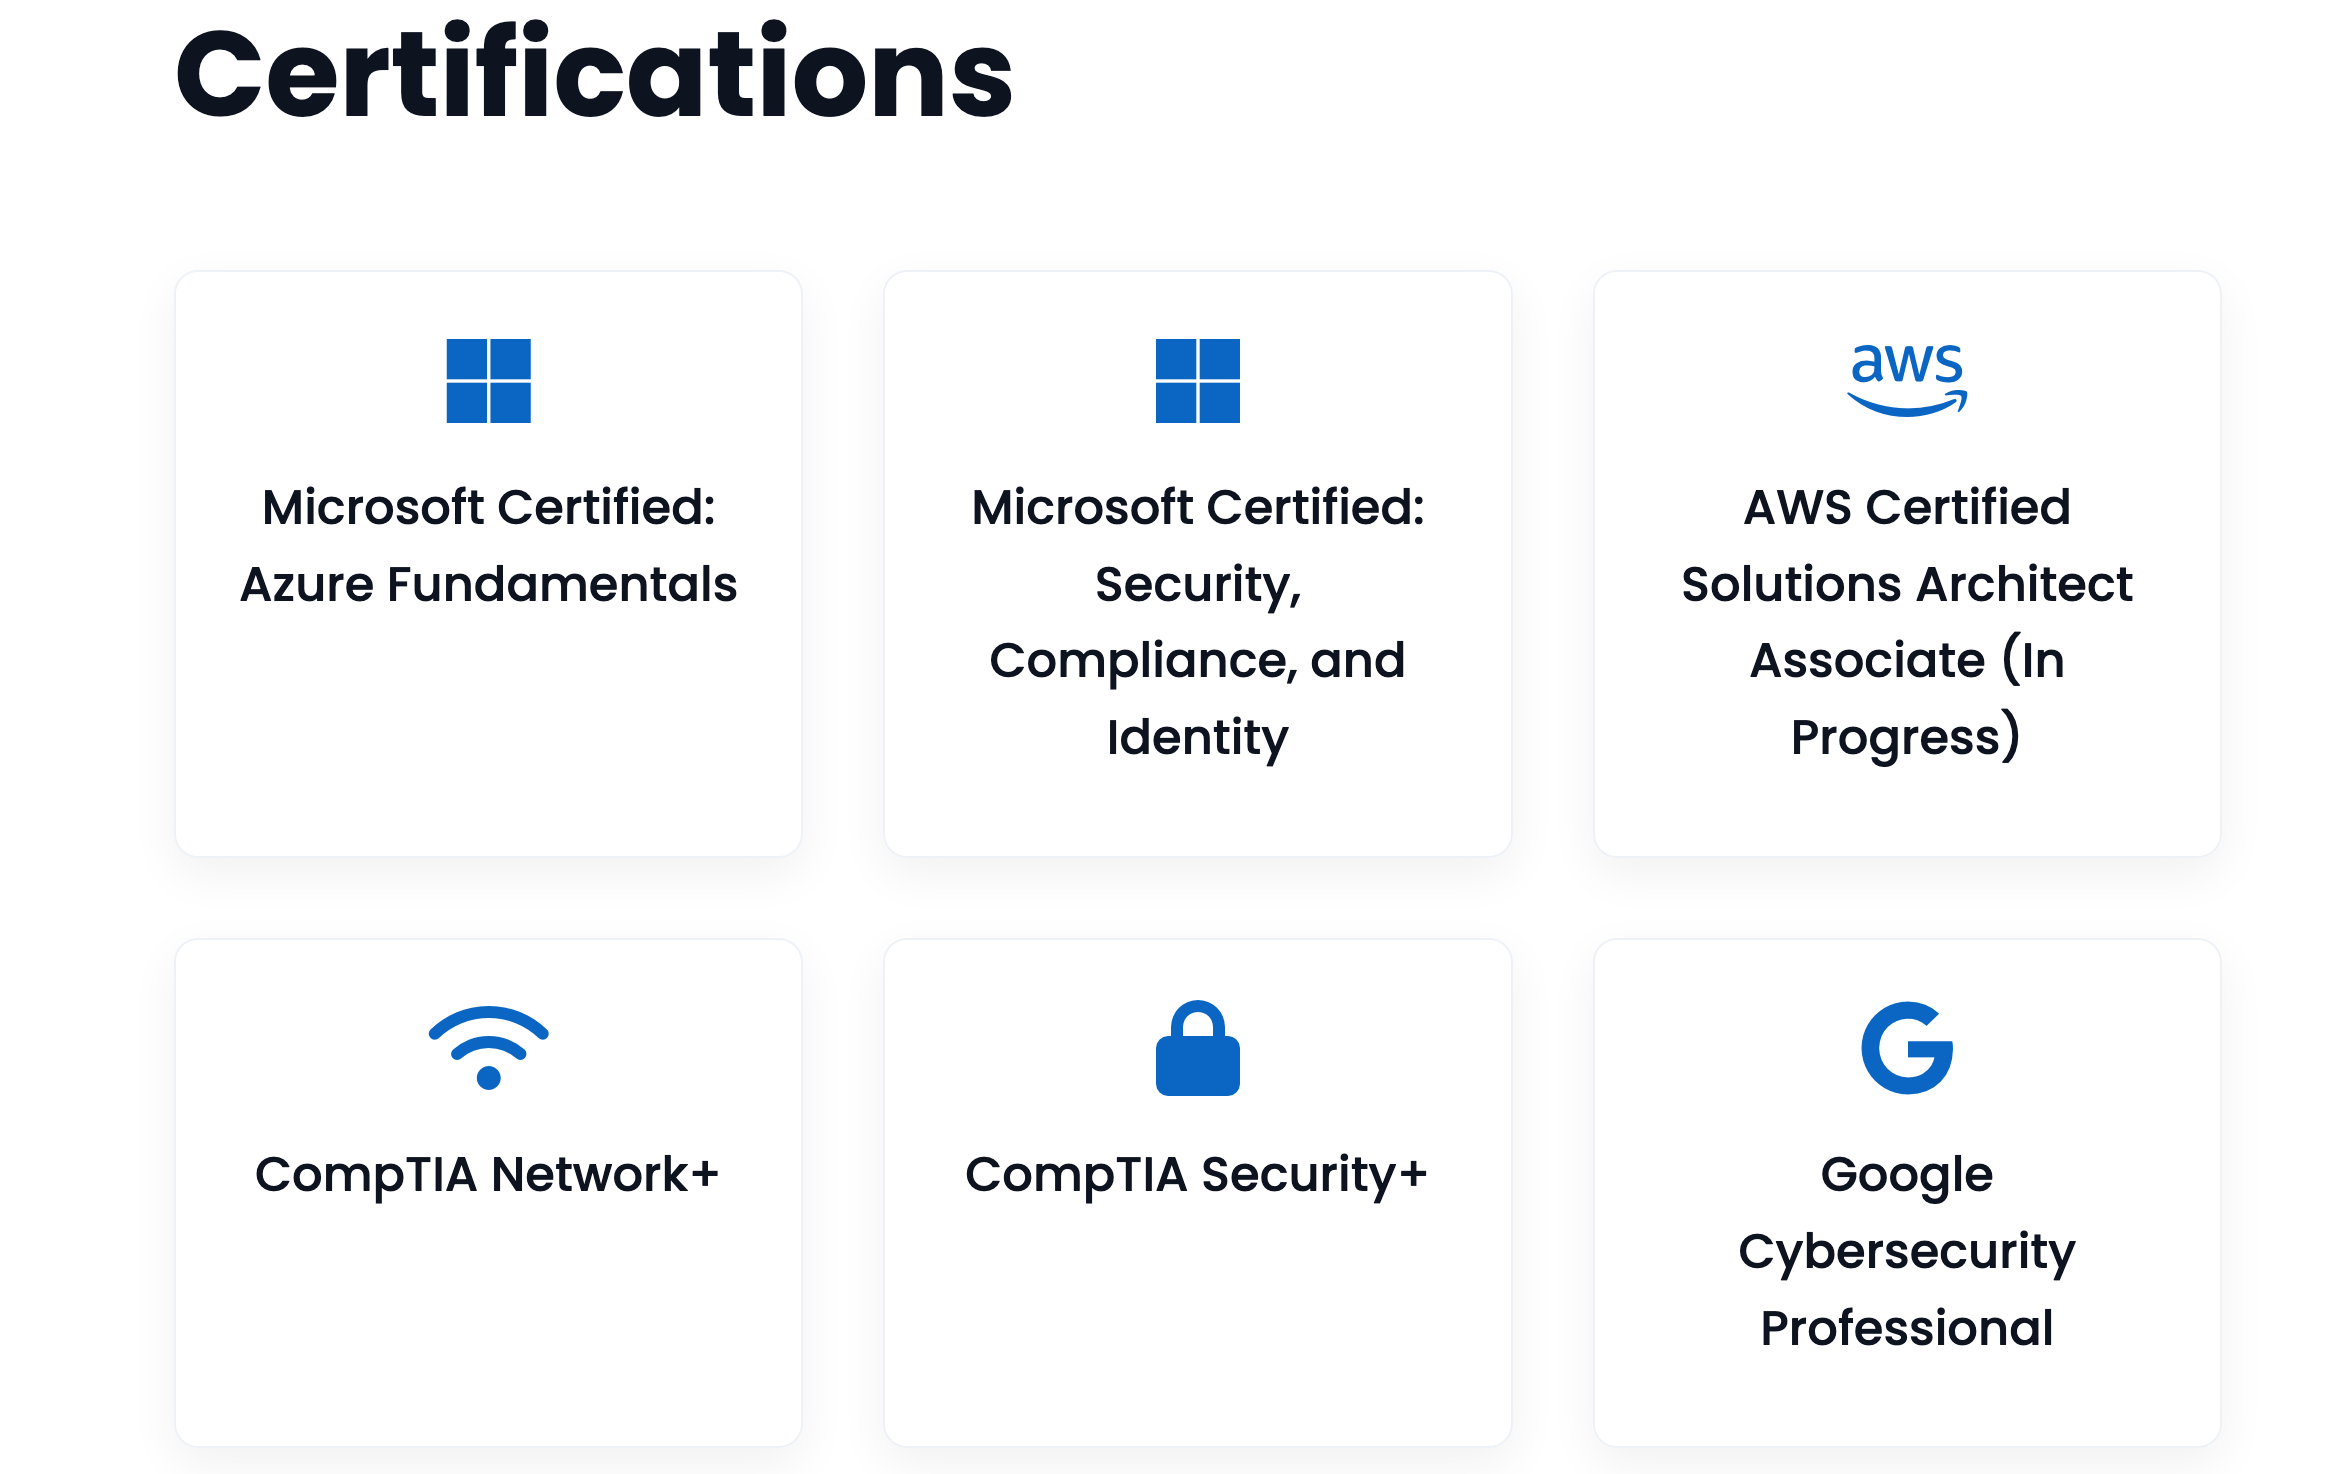 Certifications
Microsoft Certified:
Azure Fundamentals
Microsoft Certified:
Security,
Compliance, and
Identity
aws
AWS Certified
Solutions Architect
Associate (In
Progress)
CompTIA Network+
CompTIA Security+
G
Google
Cybersecurity
Professional